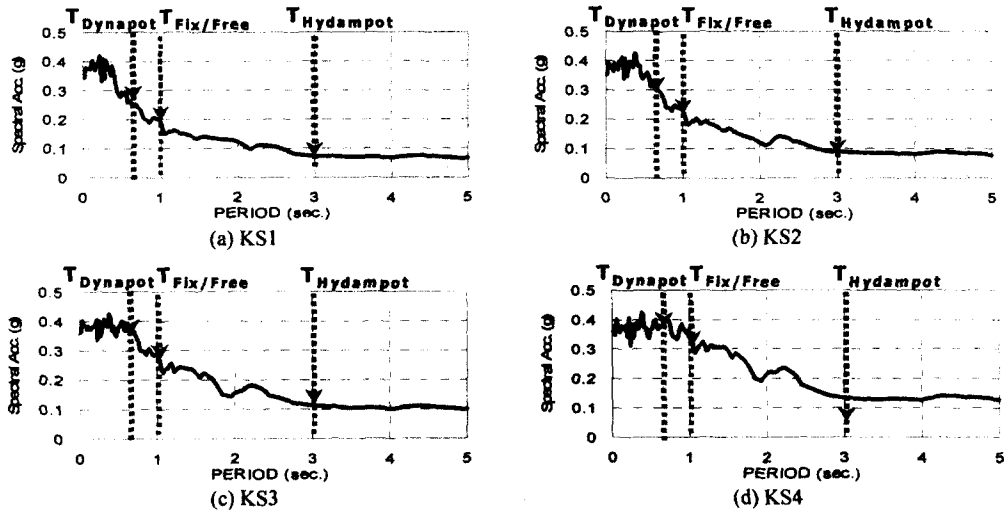 T Dynapot T Fix/Free T Hydampot
0.5
0.4
0.3
0.2
0.1
0
Spectral Acc. (g)
0 1 2 3 4 5
PERIOD (sec.)
(a) KS1
T Dynapot T Fix/Free T Hydampot
0.5
0.4
0.3
0.2
0.1
0
Spectral Acc. (g)
0 1 2 3 4 5
PERIOD (sec.)
(b) KS2
T Dynapot T Fix/Free T Hydampot
0.5
0.4
0.3
0.2
0.1
0
Spectral Acc. (g)
0 1 2 3 4 5
PERIOD (sec.)
(c) KS3
T Dynapot T Fix/Free T Hydampot
0.5
0.4
0.3
0.2
0.1
0
Spectral Acc. (g)
0 1 2 3 4 5
PERIOD (sec.)
(d) KS4